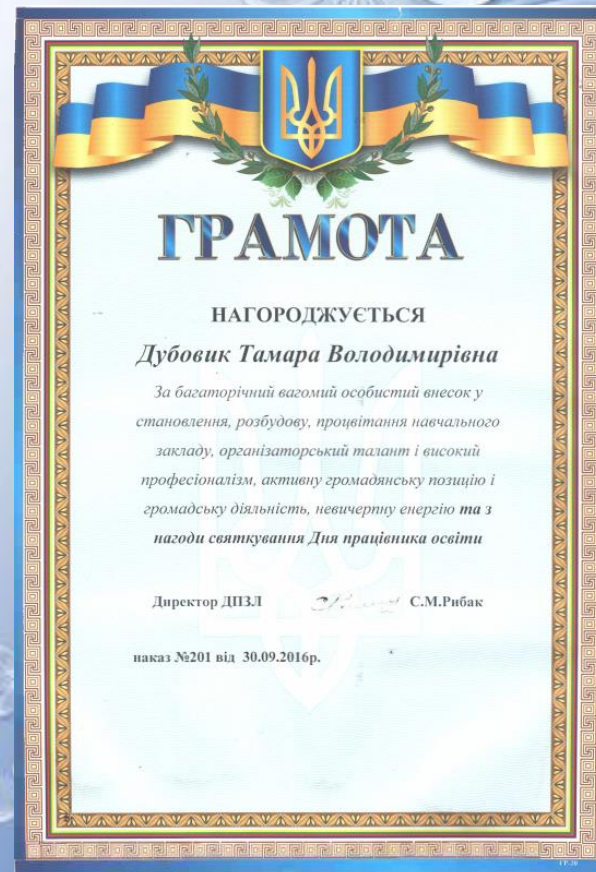 ГРАМОТА
НАГОРОДЖУЄТЬСЯ
Дубовик Тамара Володимирівна
За багаторічний вагомий особистий внесок у
становлення, розбудову, процвітання навчального
закладу, організаторський талант і високий
професіоналізм, активну громадянську позицію і
громадську діяльність, невичерпну енергію та з
нагоди святкування Дня працівника освіти
Директор ДПЗЛ С.М.Рибак
наказ №201 від 30.09.2016р.